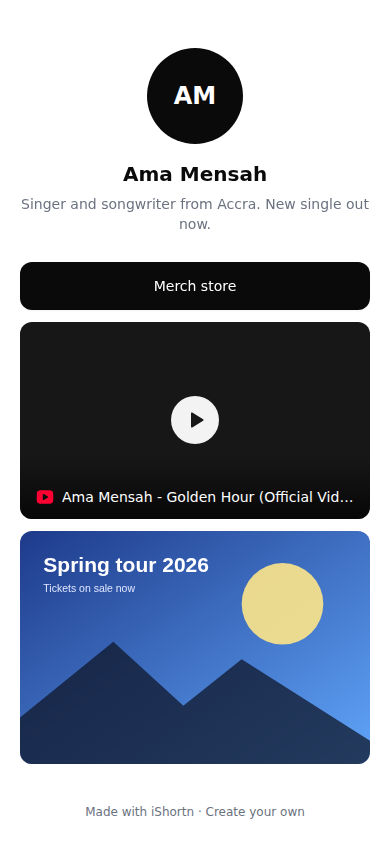 AM
Ama Mensah
Singer and songwriter from Accra. New single out
now.
Merch store
Ama Mensah - Golden Hour (Official Vid...
Spring tour 2026
Tickets on sale now
Made with iShortn · Create your own